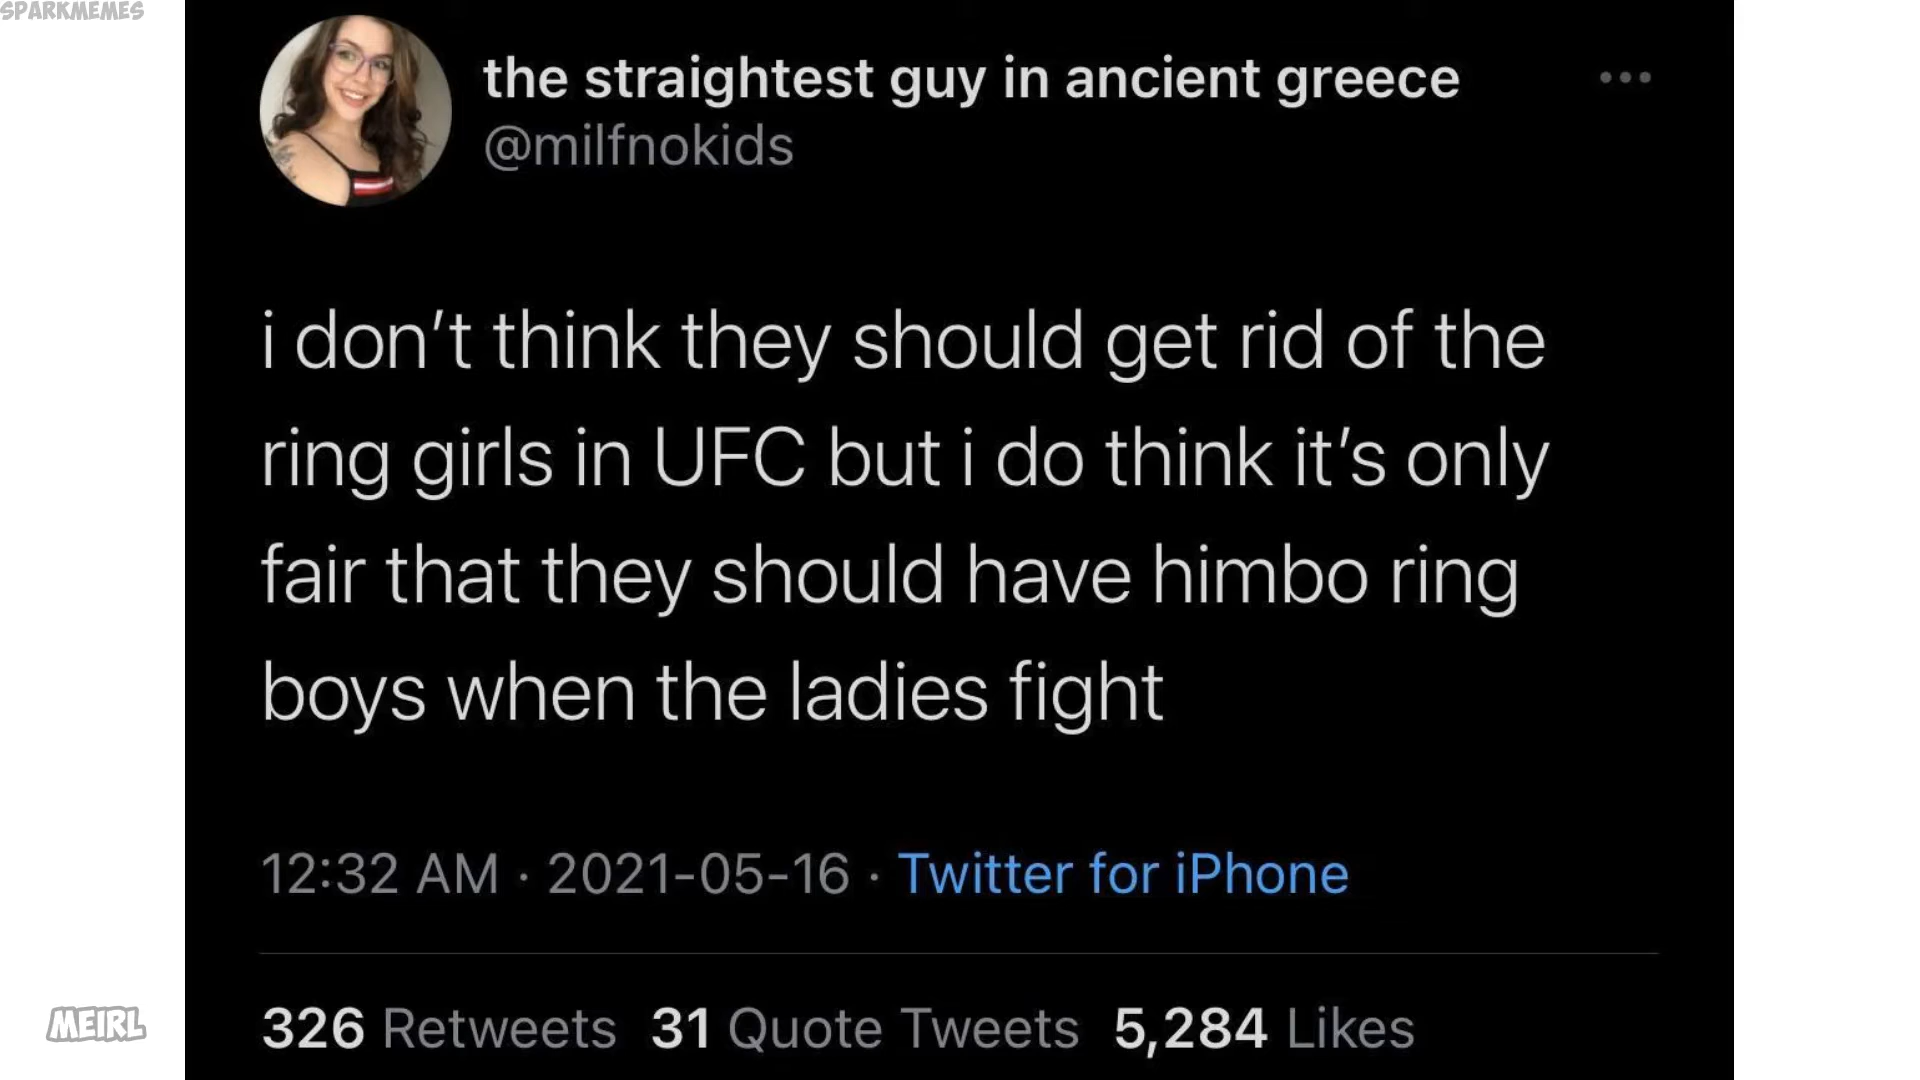 SPARKMEMES
the straightest guy in ancient greece
@milfnokids
i don’t think they should get rid of the
ring girls in UFC but i do think it’s only
fair that they should have himbo ring
boys when the ladies fight
12:32 AM · 2021-05-16 · Twitter for iPhone
326 Retweets 31 Quote Tweets 5,284 Likes
MEIRL